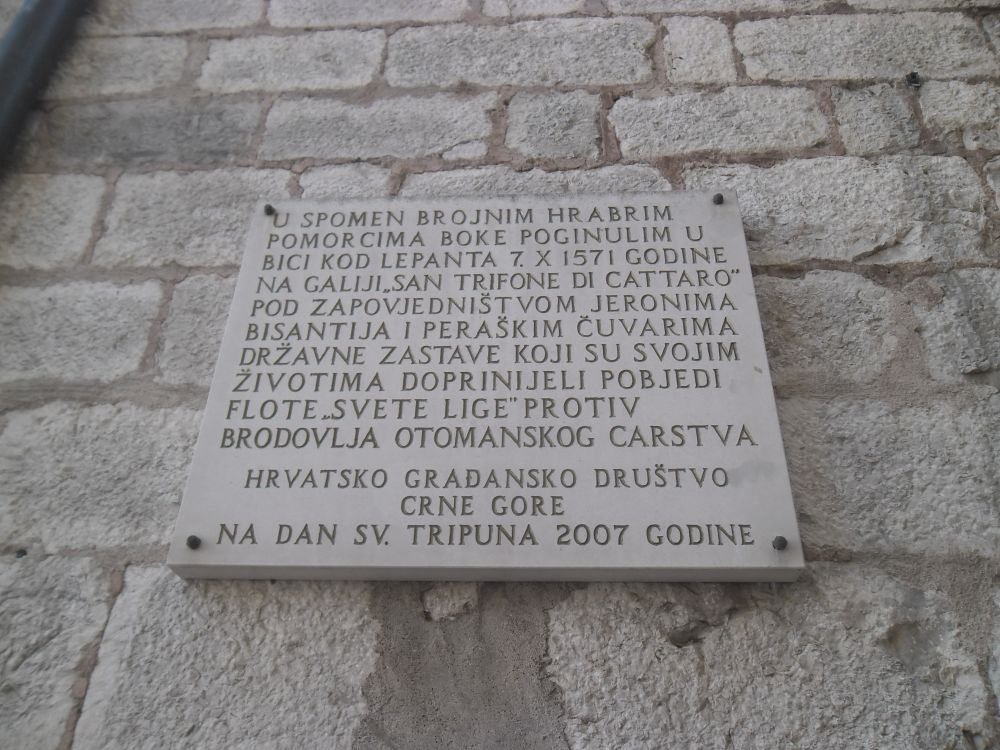 U SPOMEN BROJNIM HRABRIM
POMORCIMA BOKE POGINULIM U
BICI KOD LEPANTA 7. X 1571 GODINE
NA GALIJI „SAN TRIFONE DI CATTARO"
POD ZAPOVJEDNIŠTVOM JERONIMA
BISANTIJA I PERAŠKIM ČUVARIMA
DRŽAVNE ZASTAVE KOJI SU SVOJIM
ŽIVOTIMA DOPRINIJELI POBJEDI
FLOTE „SVETE LIGE" PROTIV
BRODOVLJA OTOMANSKOG CARSTVA
HRVATSKO GRAĐANSKO DRUŠTVO
CRNE GORE
NA DAN SV. TRIPUNA 2007 GODINE